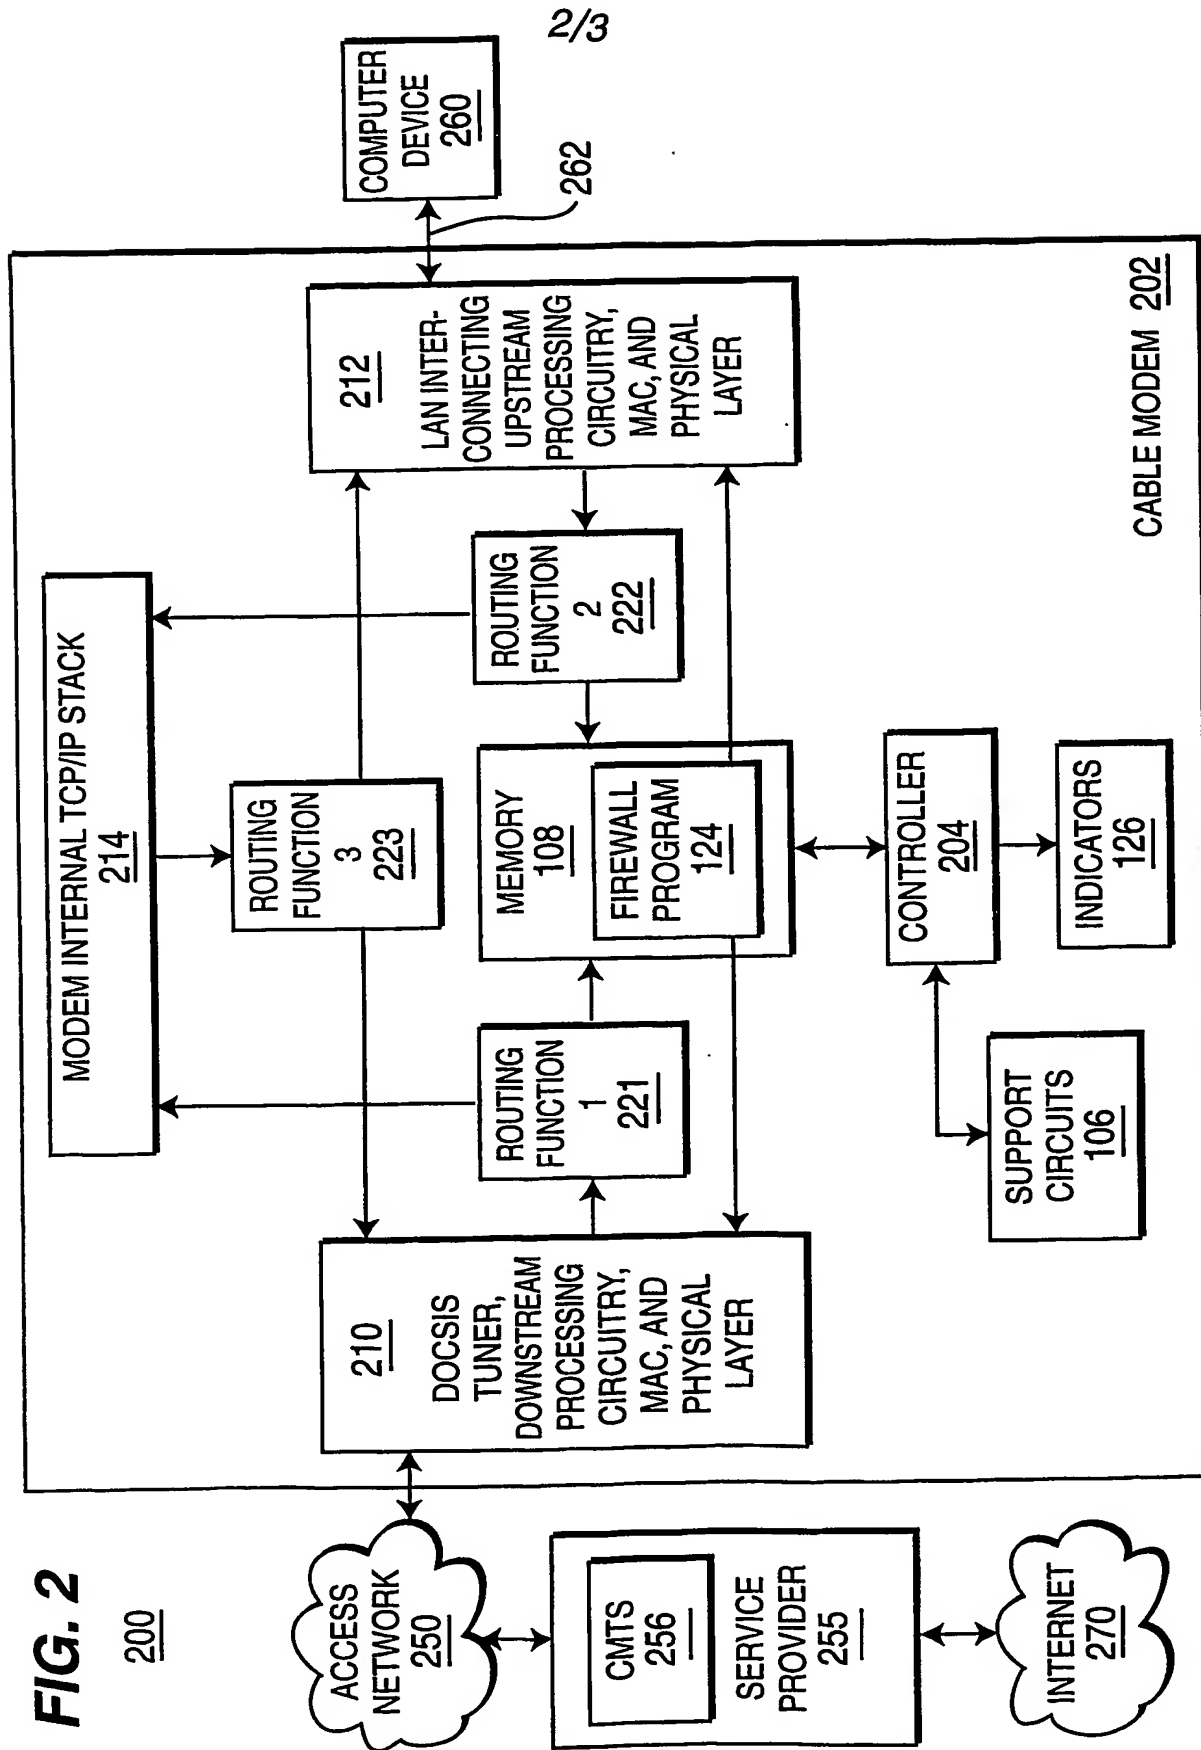 2/3
FIG. 2
200
ACCESS
NETWORK
250
CMTS
256
SERVICE
PROVIDER
255
INTERNET
270
MODEM INTERNAL TCP/IP STACK
214
210
DOCSIS
TUNER,
DOWNSTREAM
PROCESSING
CIRCUITRY,
MAC, AND
PHYSICAL
LAYER
ROUTING
FUNCTION
1
221
ROUTING
FUNCTION
3
223
MEMORY
108
FIREWALL
PROGRAM
124
ROUTING
FUNCTION
2
222
212
LAN INTER-
CONNECTING
UPSTREAM
PROCESSING
CIRCUITRY,
MAC, AND
PHYSICAL
LAYER
COMPUTER
DEVICE
260
262
SUPPORT
CIRCUITS
106
CONTROLLER
204
INDICATORS
126
CABLE MODEM 202